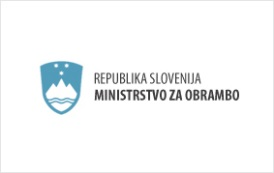 REPUBLIKA SLOVENIJA
MINISTRSTVO ZA OBRAMBO